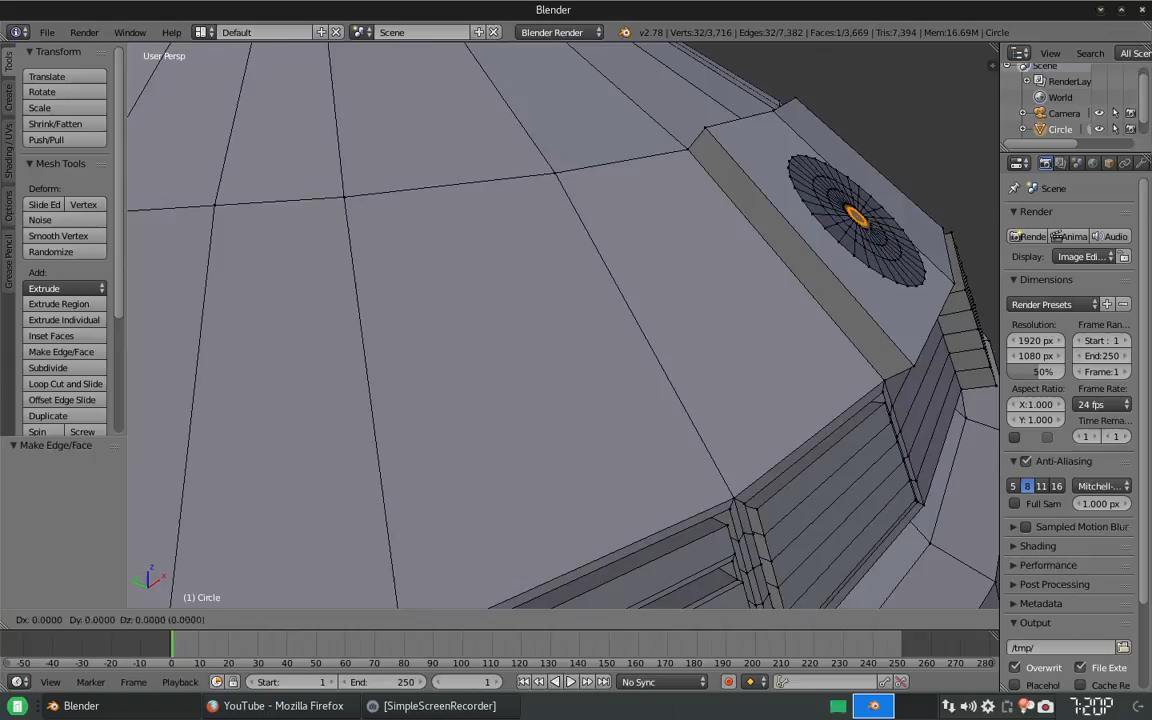 Blender
File Render Window Help Default Scene Blender Render v2.78 | Verts:32/3,716 | Edges:32/7,382 | Faces:1/3,669 | Tris:7,394 | Mem:16.69M | Circle
Tools
Create
Shading / UVs
Options
Grease Pencil
Transform
Translate
Rotate
Scale
Shrink/Fatten
Push/Pull
Mesh Tools
Deform:
Slide Ed Vertex
Noise
Smooth Vertex
Randomize
Add:
Extrude
Extrude Region
Extrude Individual
Inset Faces
Make Edge/Face
Subdivide
Loop Cut and Slide
Offset Edge Slide
Duplicate
Spin Screw
Make Edge/Face
User Persp
z
x
(1) Circle
Dx: 0.0000 Dy: 0.0000 Dz: 0.0000 (0.0000)
View Search All Scen
Scene
RenderLay
World
Camera
Circle
Scene
Render
Rende Anima Audio
Display: Image Edi...
Dimensions
Render Presets
Resolution: Frame Ran...
1920 px Start : 1
1080 px End:250
50% Frame:1
Aspect Ratio: Frame Rate:
X:1.000 24 fps
Y: 1.000 Time Rema...
1 1
Anti-Aliasing
5 8 11 16 Mitchell-...
Full Sam 1.000 px
Sampled Motion Blur
Shading
Performance
Post Processing
Metadata
Output
/tmp/
Overwrit File Exte
Placehol Cache Re
-50 -40 -30 -20 -10 0 10 20 30 40 50 60 70 80 90 100 110 120 130 140 150 160 170 180 190 200 210 220 230 240 250 260 270 280
View Marker Frame Playback Start: 1 End: 250 1 No Sync
Blender YouTube - Mozilla Firefox [SimpleScreenRecorder] 7:20P